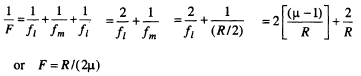 1/F = 1/f_l + 1/f_m + 1/f_l = 2/f_l + 1/f_m = 2/f_l + 1/(R/2) = 2[(μ-1)/R] + 2/R
or F = R/(2μ)